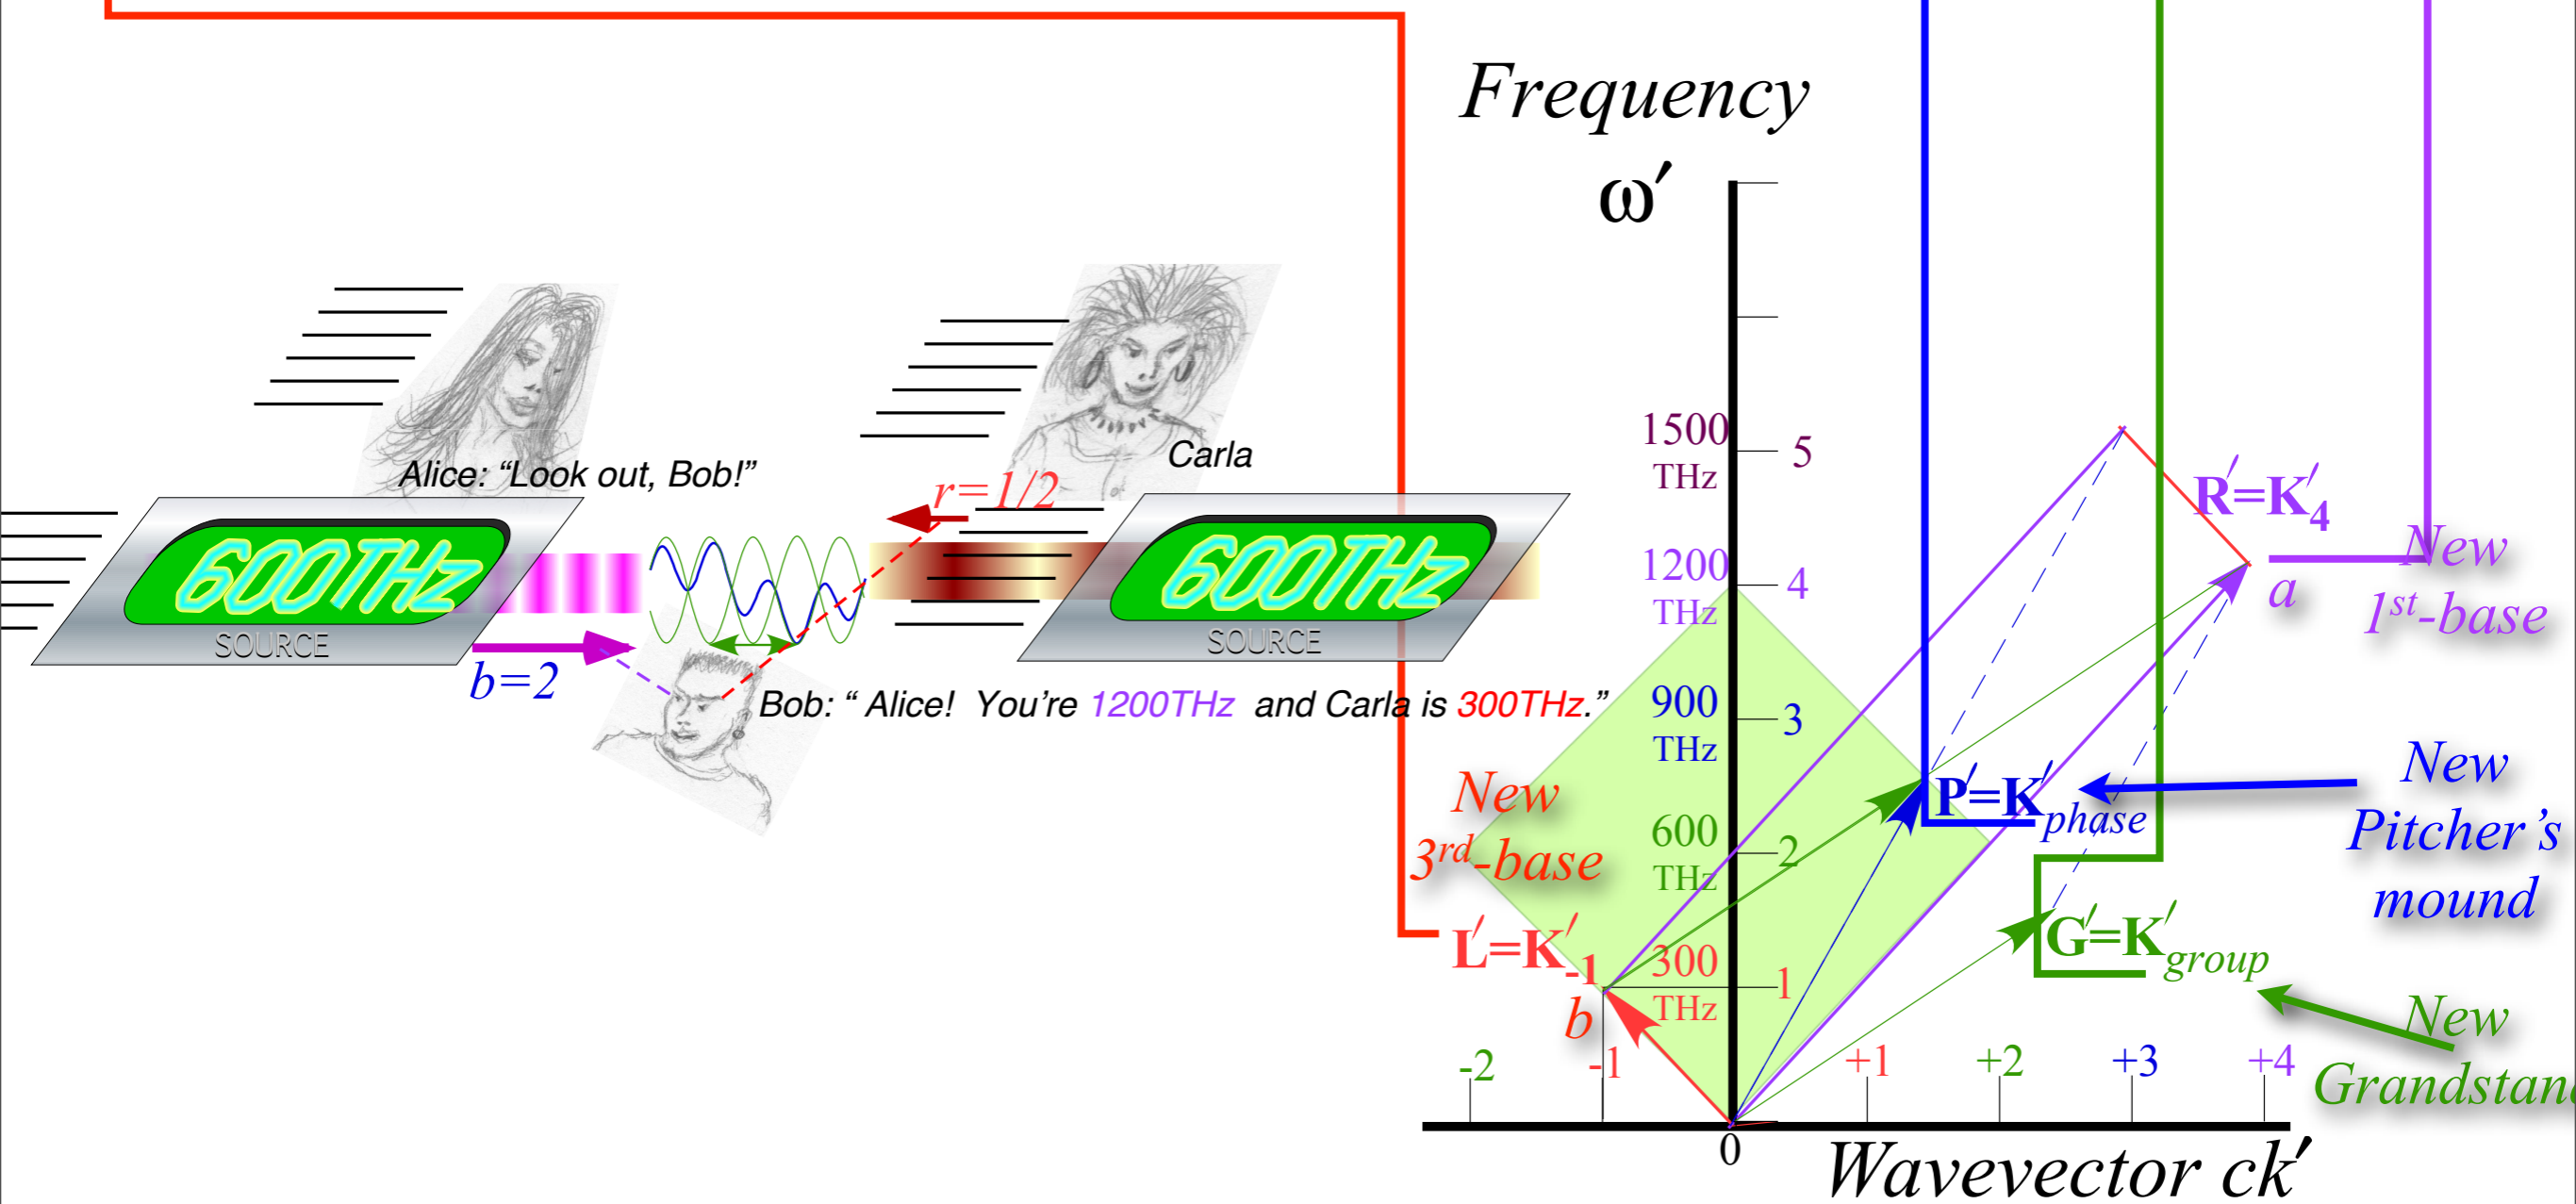 Frequency
ω′
Alice: “Look out, Bob!”
Carla
r=1/2
600THz
SOURCE
600THz
SOURCE
b=2
Bob: “ Alice!  You’re 1200THz  and Carla is 300THz.”
1500
THz
5
1200
THz
4
900
THz
3
600
THz
2
300
THz
1
R′=K′4
a
New
1st-base
New
3rd-base
L′=K′-1
b
P′=K′phase
New
Pitcher’s
mound
G′=K′group
New
Grandstand
-2
-1
+1
+2
+3
+4
0
Wavevector ck′